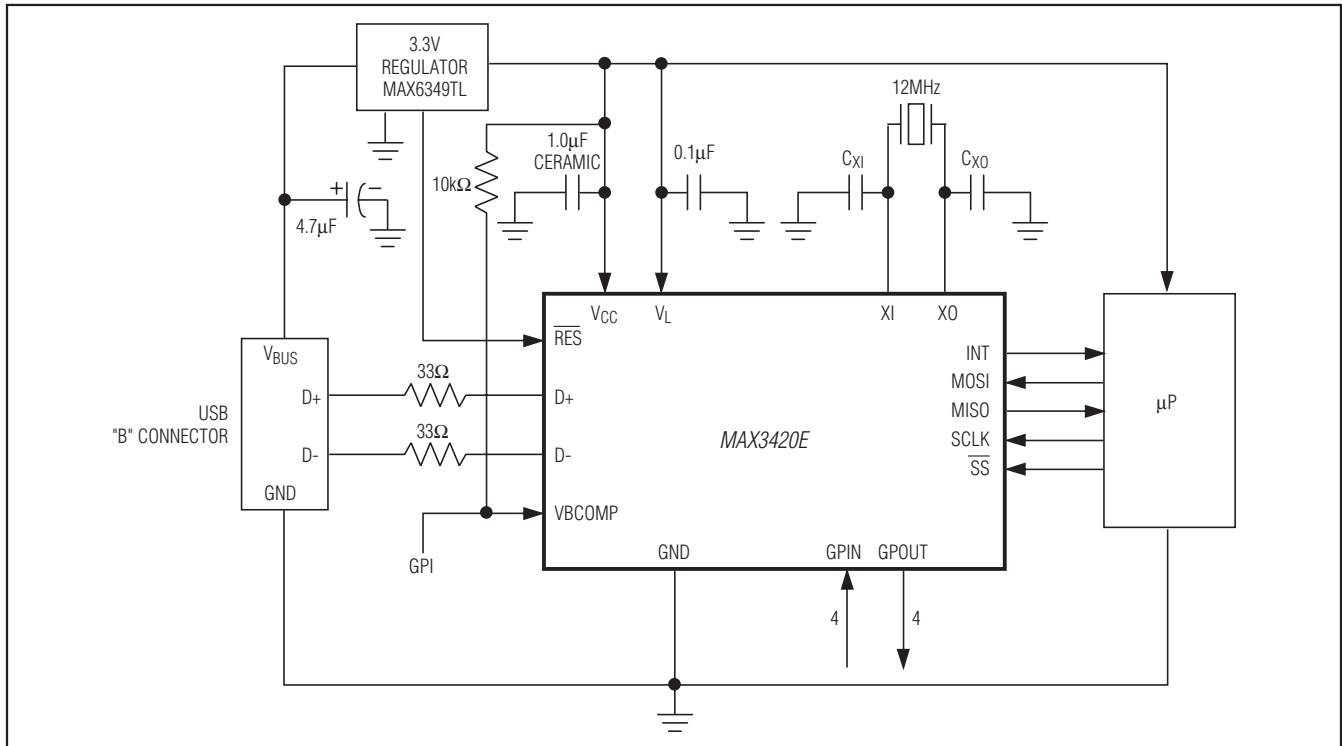 3.3V
REGULATOR
MAX6349TL
12MHz
1.0µF
CERAMIC
0.1µF
CXI
CXO
10kΩ
+ -
4.7µF
VCC
VL
XI
XO
RES
VBUS
INT
33Ω
D+
D+
MOSI
USB
"B" CONNECTOR
MISO
µP
MAX3420E
33Ω
SCLK
D-
D-
SS
GND
VBCOMP
GPI
GND
GPIN
GPOUT
4
4